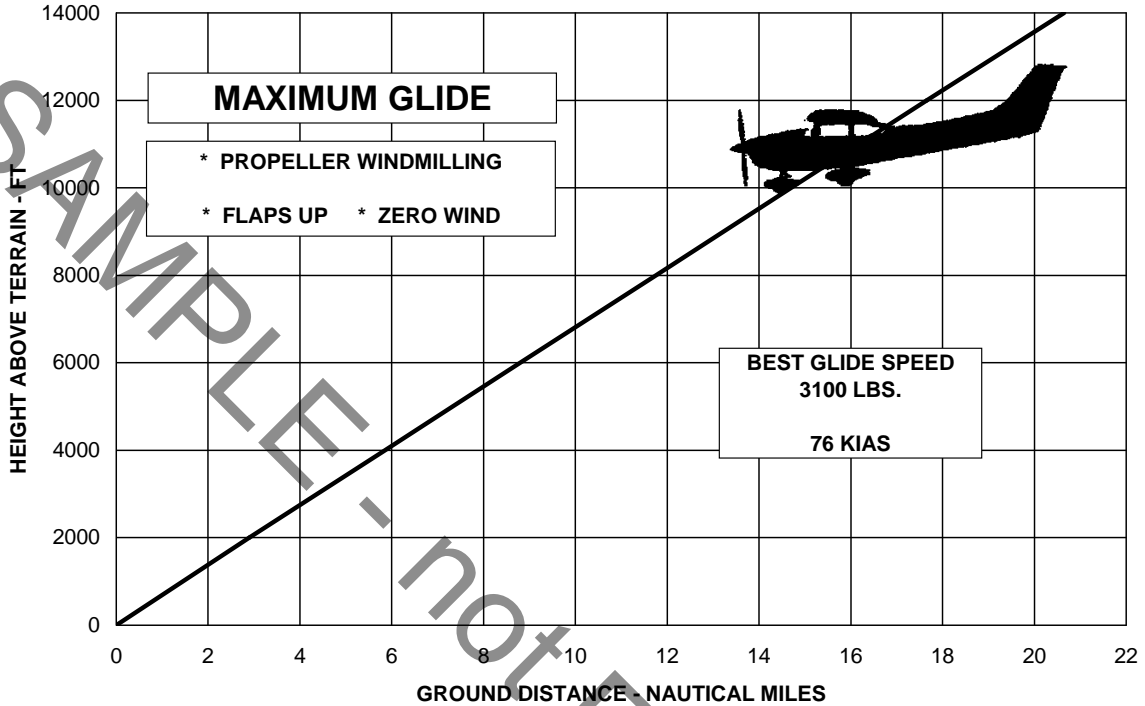 14000
12000
10000
8000
6000
4000
2000
0
HEIGHT ABOVE TERRAIN - FT
MAXIMUM GLIDE
* PROPELLER WINDMILLING
* FLAPS UP * ZERO WIND
BEST GLIDE SPEED
3100 LBS.
76 KIAS
0 2 4 6 8 10 12 14 16 18 20 22
GROUND DISTANCE - NAUTICAL MILES
SAMPLE - not